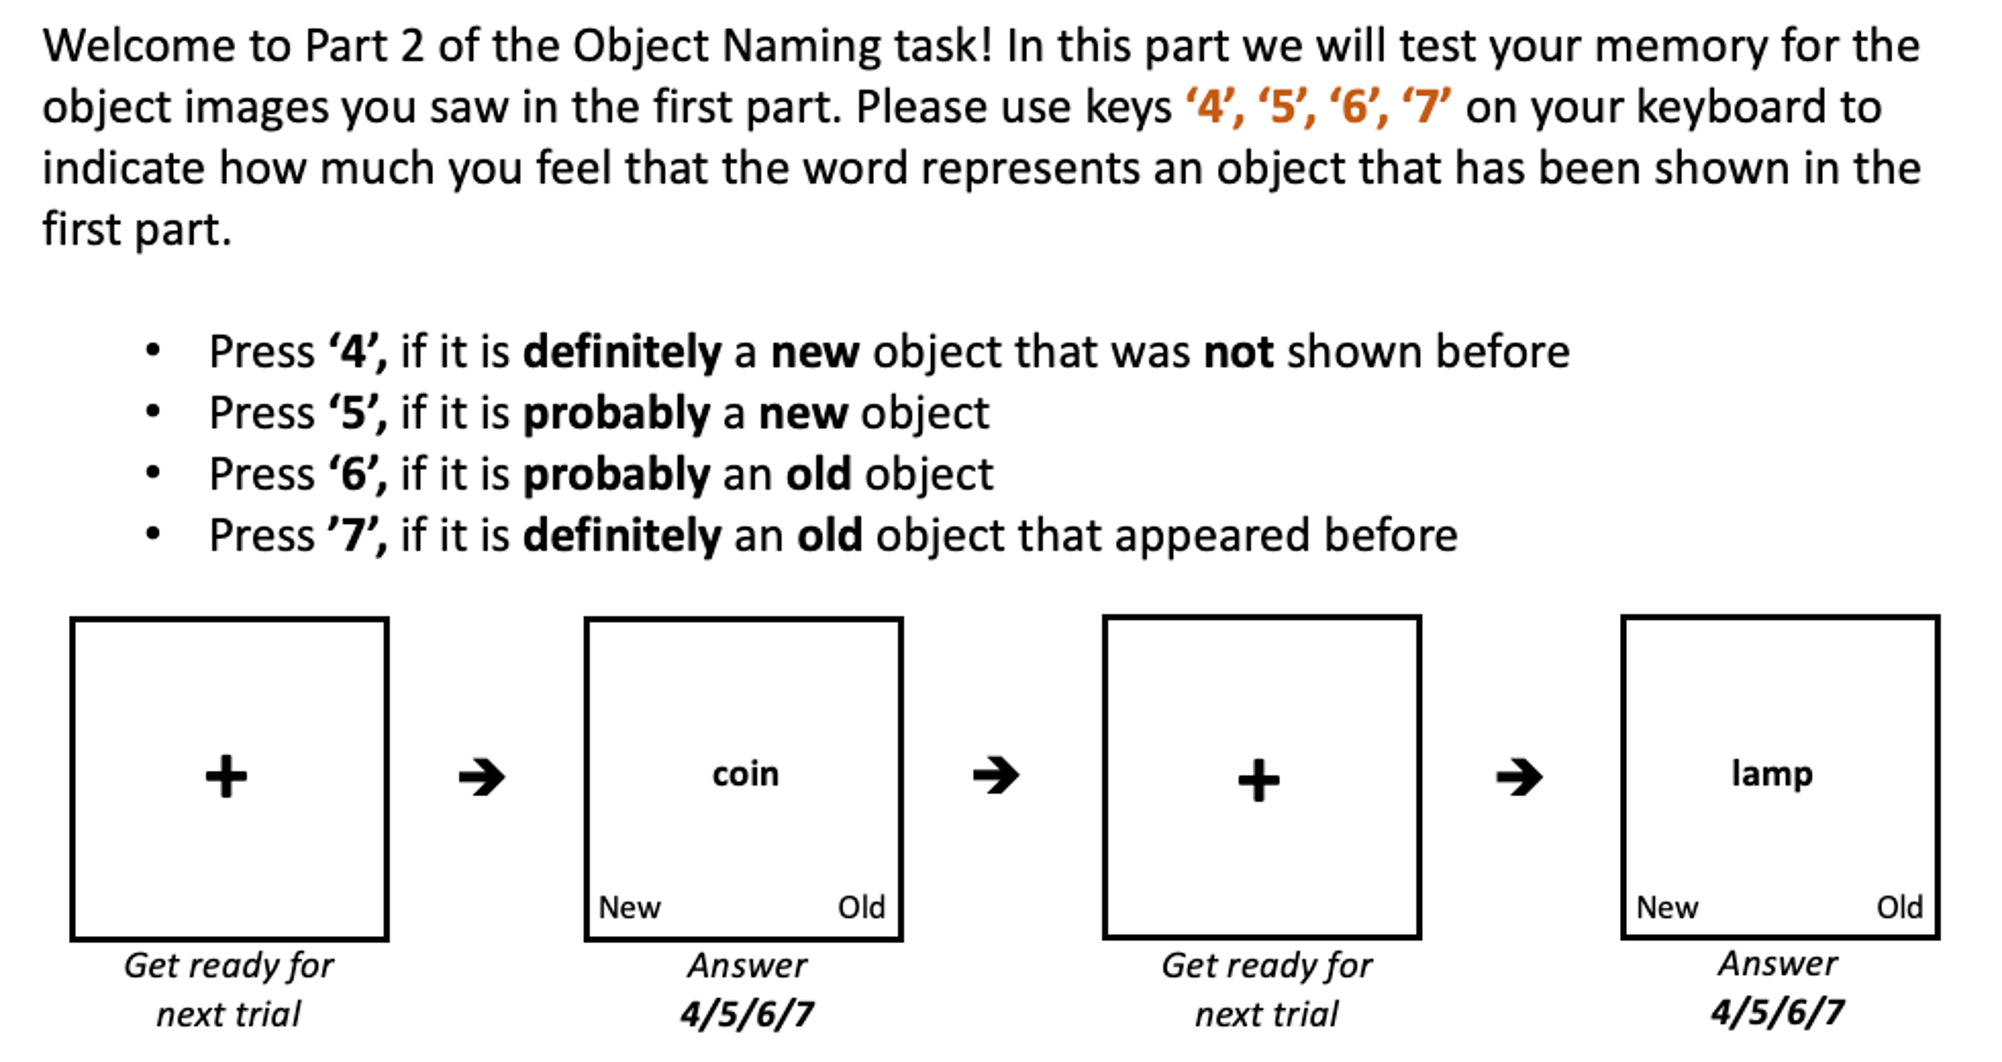 Welcome to Part 2 of the Object Naming task! In this part we will test your memory for the
object images you saw in the first part. Please use keys ‘4’, ‘5’, ‘6’, ‘7’ on your keyboard to
indicate how much you feel that the word represents an object that has been shown in the
first part.
• Press ‘4’, if it is definitely a new object that was not shown before
• Press ‘5’, if it is probably a new object
• Press ‘6’, if it is probably an old object
• Press ’7’, if it is definitely an old object that appeared before
+
Get ready for
next trial
coin
New Old
Answer
4/5/6/7
+
Get ready for
next trial
lamp
New Old
Answer
4/5/6/7